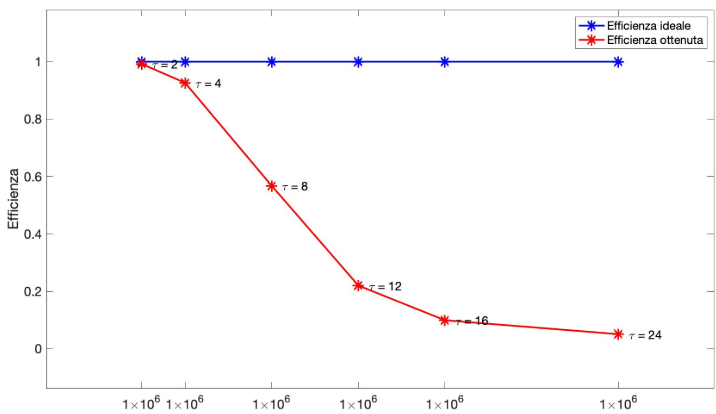 Efficienza ideale
Efficienza ottenuta
1
0.8
0.6
0.4
0.2
0
Efficienza
τ = 2
τ = 4
τ = 8
τ = 12
τ = 16
τ = 24
1×10⁶ 1×10⁶ 1×10⁶ 1×10⁶ 1×10⁶ 1×10⁶